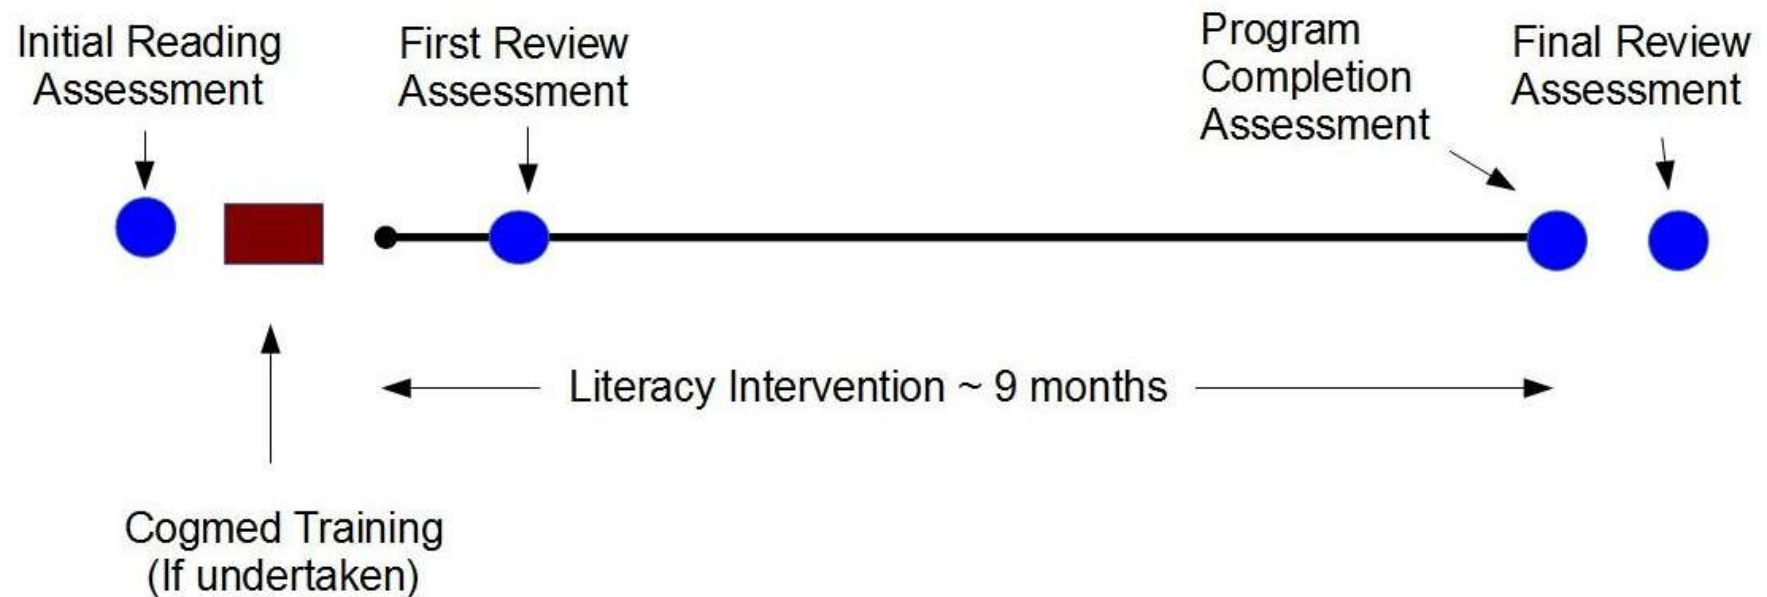 Initial Reading
Assessment
First Review
Assessment
Program
Completion
Assessment
Final Review
Assessment
Literacy Intervention ~ 9 months
Cogmed Training
(If undertaken)